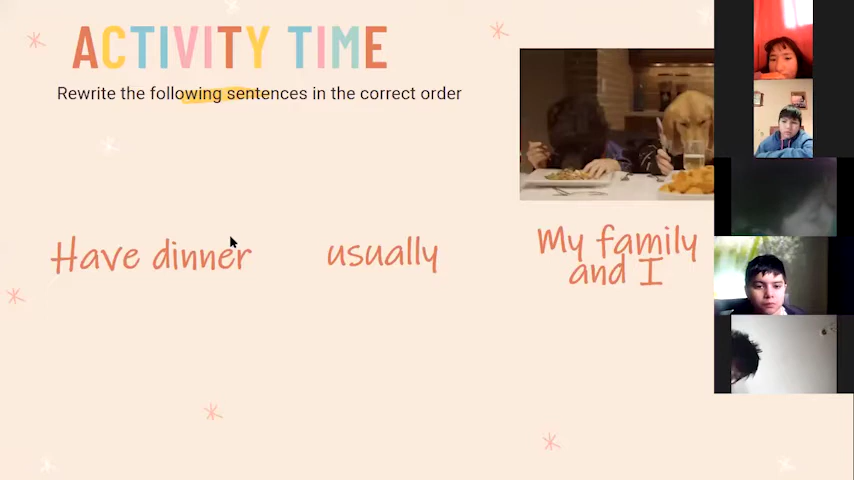 ACTIVITY TIME
Rewrite the following sentences in the correct order
Have dinner
usually
My family
and I